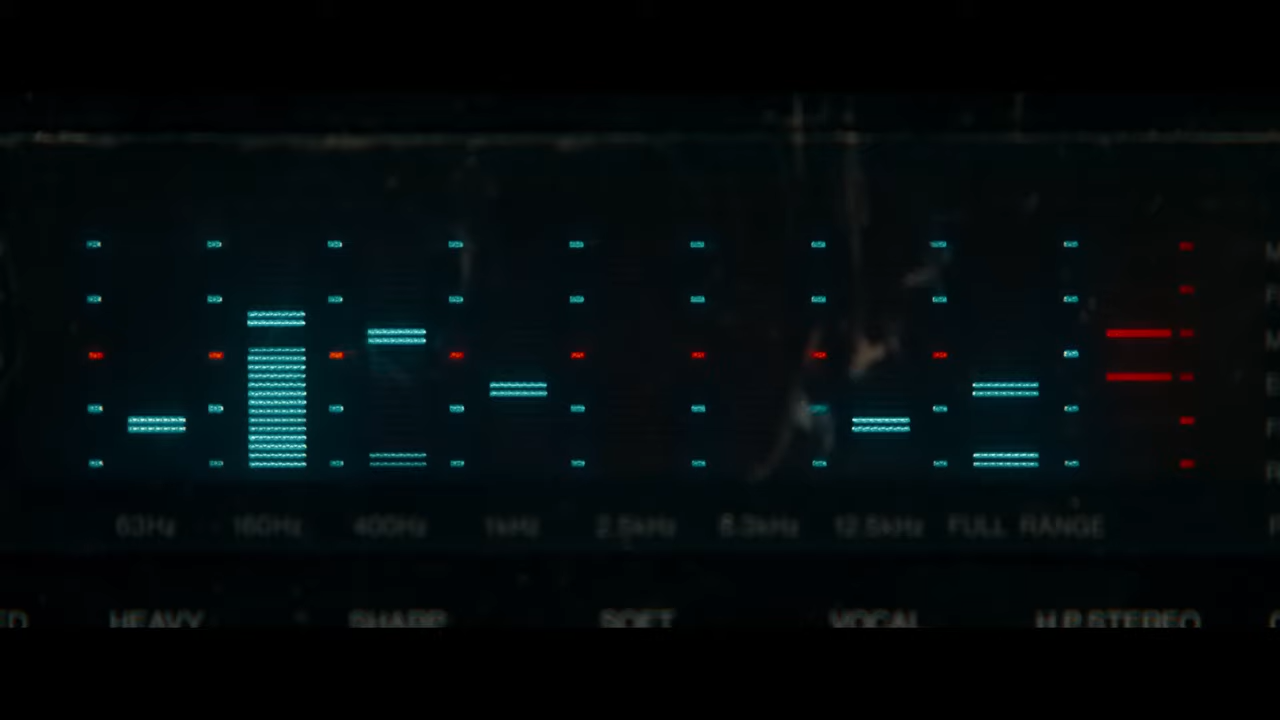 63Hz 160Hz 400Hz 1kHz 2.5kHz 6.3kHz 12.5kHz FULL RANGE
HEAVY SHARP SOFT VOCAL H.P.STEREO